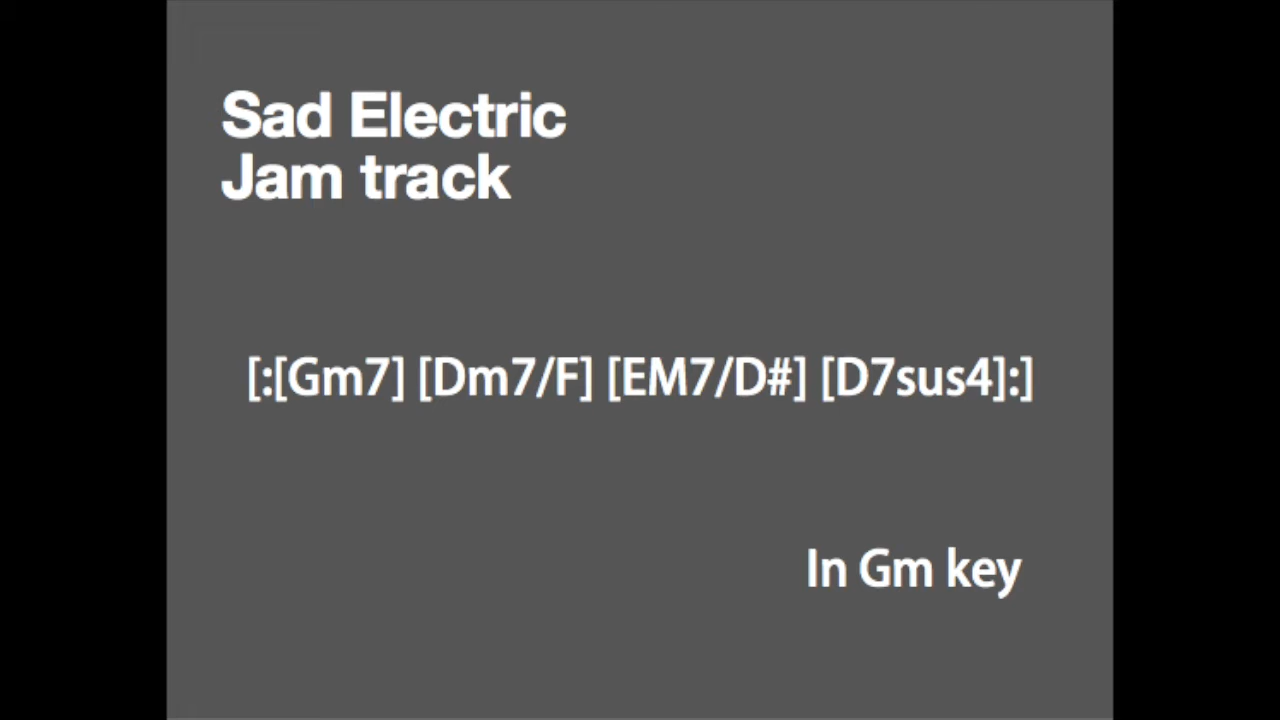 Sad Electric
Jam track
[:[Gm7] [Dm7/F] [EM7/D#] [D7sus4]:]
In Gm key